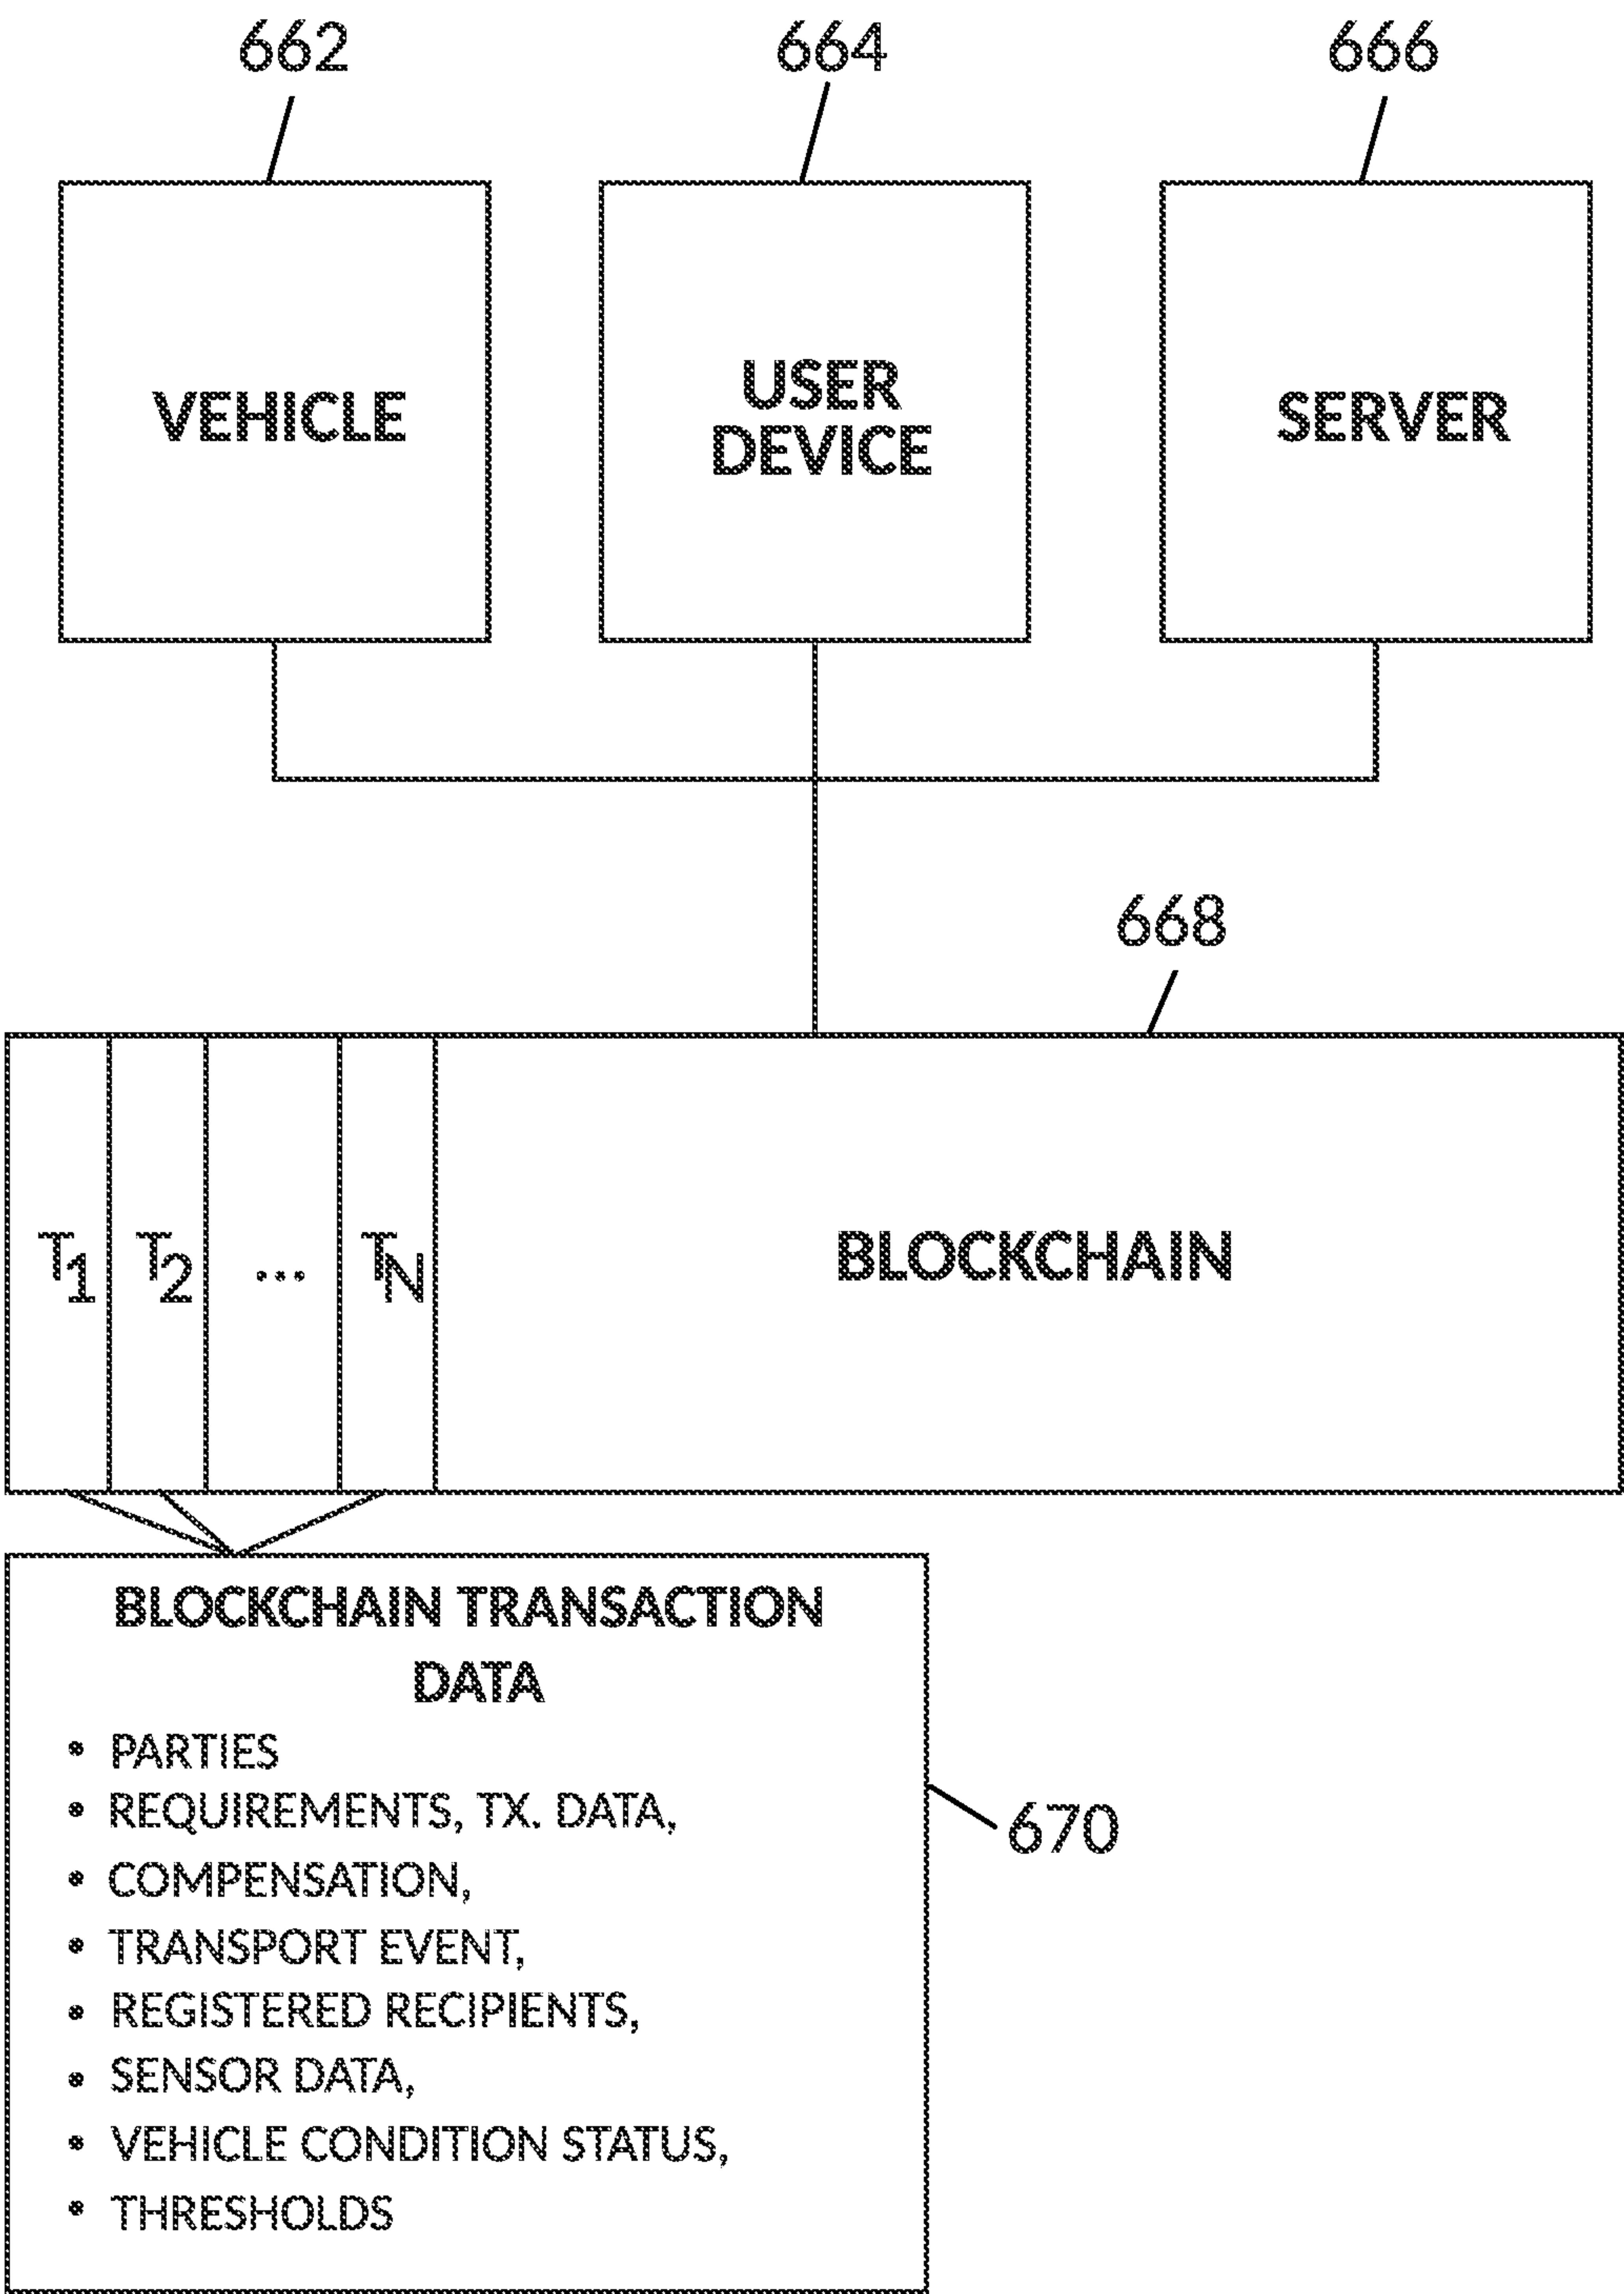 662 664 666
VEHICLE
USER
DEVICE
SERVER
668
T1 T2 ... TN BLOCKCHAIN
BLOCKCHAIN TRANSACTION
DATA
• PARTIES
• REQUIREMENTS, TX. DATA,
• COMPENSATION,
• TRANSPORT EVENT,
• REGISTERED RECIPIENTS,
• SENSOR DATA,
• VEHICLE CONDITION STATUS,
• THRESHOLDS
670